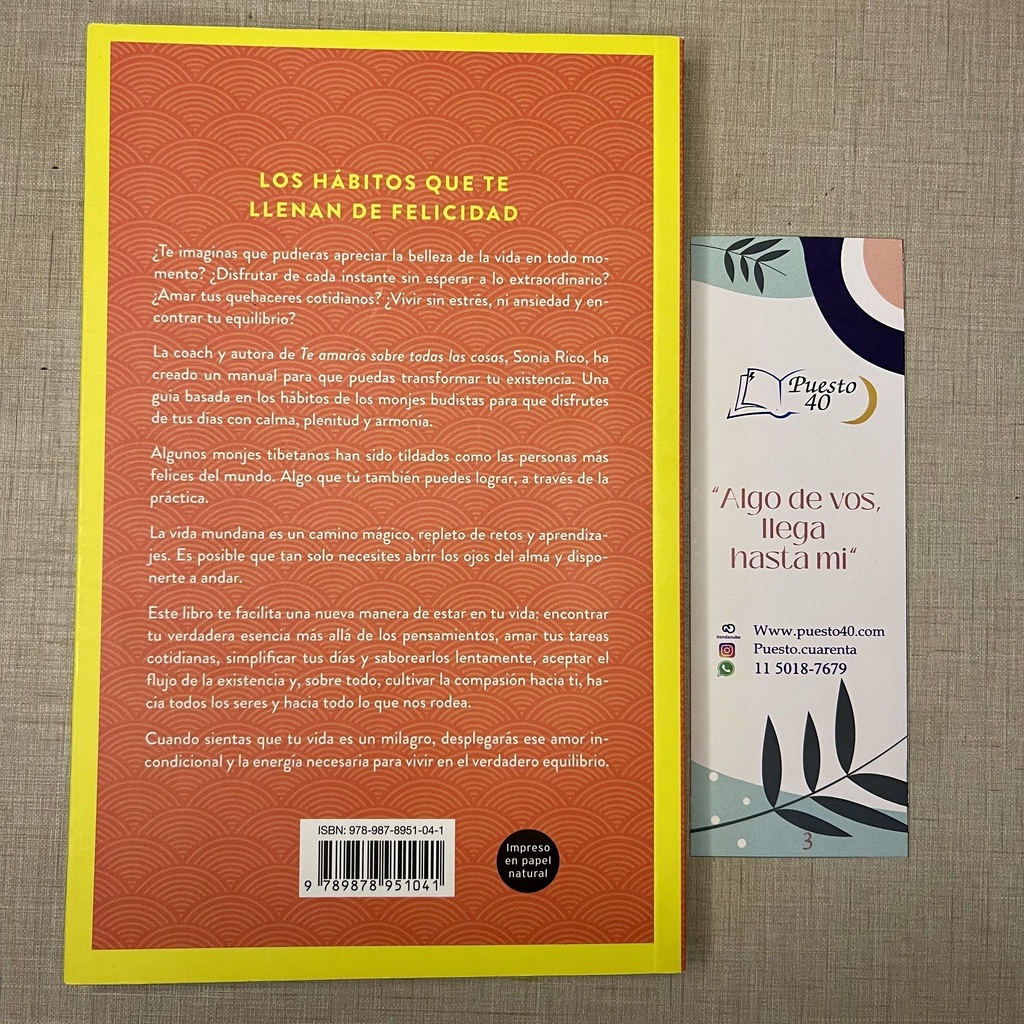 LOS HÁBITOS QUE TE
LLENAN DE FELICIDAD
¿Te imaginas que pudieras apreciar la belleza de la vida en todo mo-
mento? ¿Disfrutar de cada instante sin esperar a lo extraordinario?
¿Amar tus quehaceres cotidianos? ¿Vivir sin estrés, ni ansiedad y en-
contrar tu equilibrio?
La coach y autora de Te amarás sobre todas las cosas, Sonia Rico, ha
creado un manual para que puedas transformar tu existencia. Una
guia basada en los hábitos de los monjes budistas para que disfrutes
de tus días con calma, plenitud y armonía.
Algunos monjes tibetanos han sido tildados como las personas más
felices del mundo. Algo que tú también puedes lograr, a través de la
práctica.
La vida mundana es un camino mágico, repleto de retos y aprendiza-
jes. Es posible que tan solo necesites abrir los ojos del alma y dispo-
nerte a andar.
Este libro te facilita una nueva manera de estar en tu vida: encontrar
tu verdadera esencia más allá de los pensamientos, amar tus tareas
cotidianas, simplificar tus días y saborearlos lentamente, aceptar el
flujo de la existencia y, sobre todo, cultivar la compasión hacia ti, ha-
cia todos los seres y hacia todo lo que nos rodea.
Cuando sientas que tu vida es un milagro, desplegarás ese amor in-
condicional y la energía necesaria para vivir en el verdadero equilibrio.
ISBN: 978-987-8951-04-1
9 789878 951041
Impreso
en papel
natural
Puesto
40
“Algo de vos,
llega
hasta mi“
tiendanube
Www.puesto40.com
Puesto.cuarenta
11 5018-7679
3